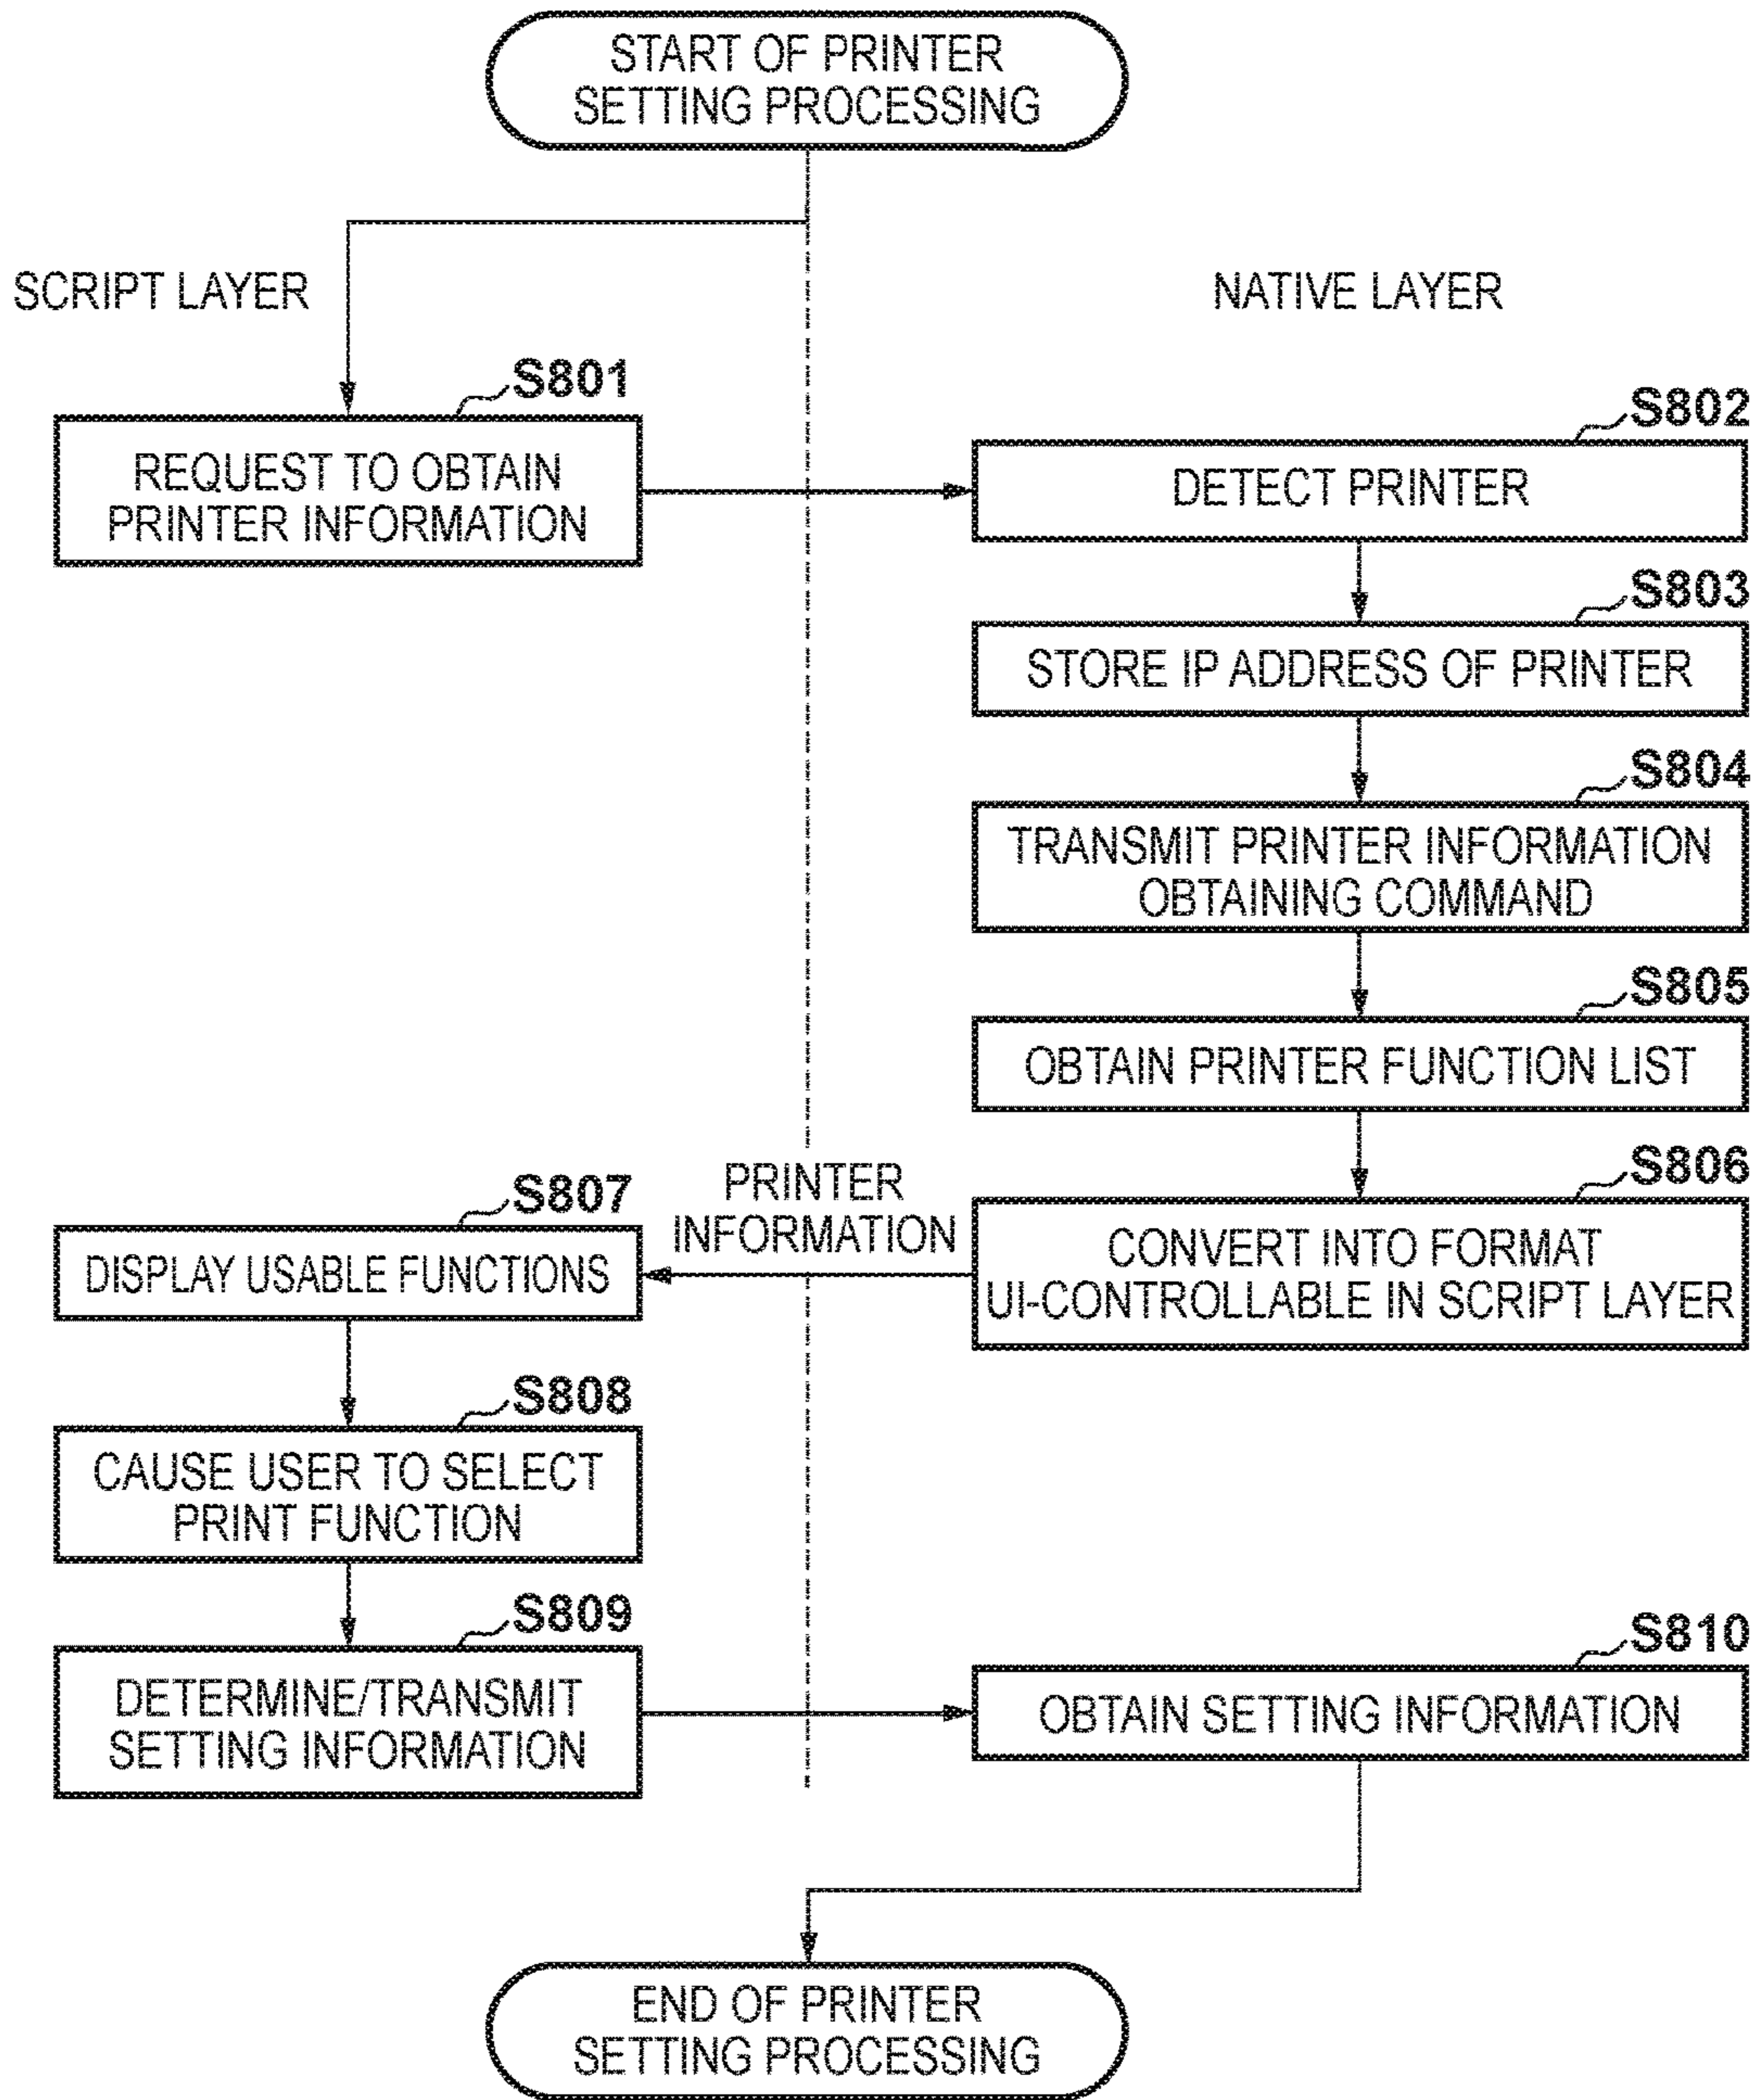 START OF PRINTER
SETTING PROCESSING
SCRIPT LAYER
NATIVE LAYER
S801
REQUEST TO OBTAIN
PRINTER INFORMATION
S802
DETECT PRINTER
S803
STORE IP ADDRESS OF PRINTER
S804
TRANSMIT PRINTER INFORMATION
OBTAINING COMMAND
S805
OBTAIN PRINTER FUNCTION LIST
S806
CONVERT INTO FORMAT
UI-CONTROLLABLE IN SCRIPT LAYER
PRINTER
INFORMATION
S807
DISPLAY USABLE FUNCTIONS
S808
CAUSE USER TO SELECT
PRINT FUNCTION
S809
DETERMINE/TRANSMIT
SETTING INFORMATION
S810
OBTAIN SETTING INFORMATION
END OF PRINTER
SETTING PROCESSING